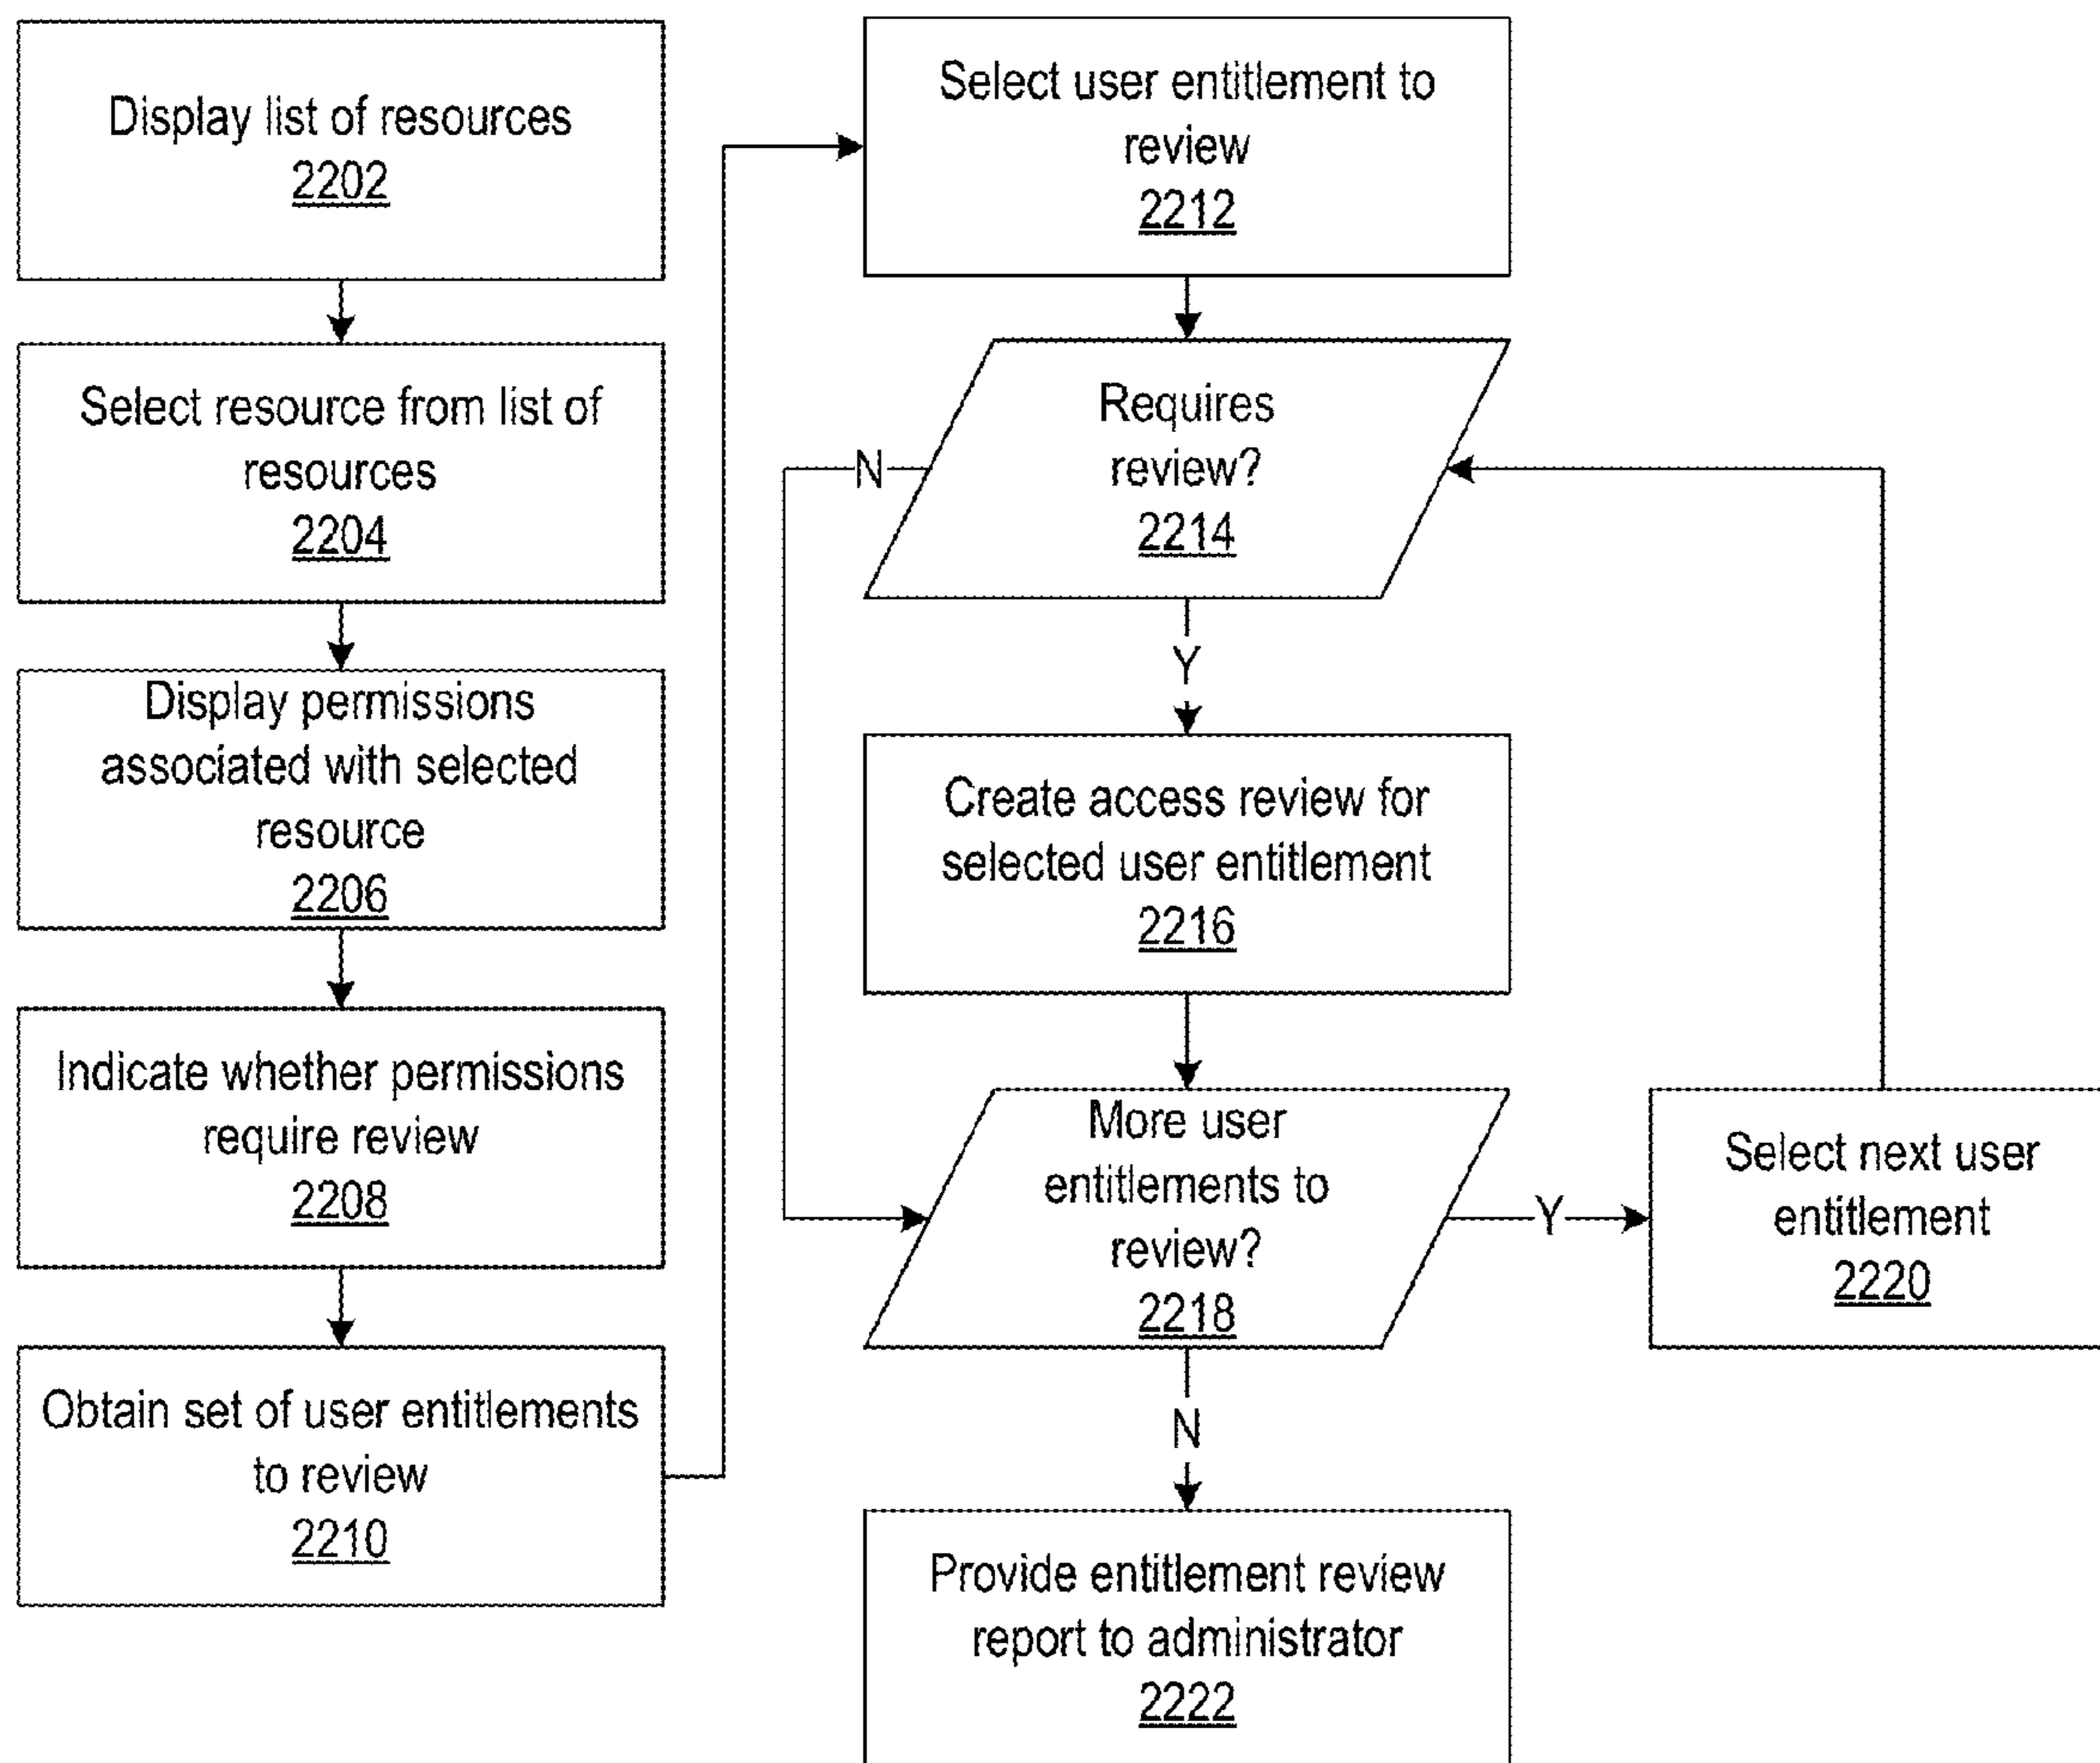 Display list of resources
2202
Select resource from list of
resources
2204
Display permissions
associated with selected
resource
2206
Indicate whether permissions
require review
2208
Obtain set of user entitlements
to review
2210
Select user entitlement to
review
2212
Requires
review?
2214
N
Y
Create access review for
selected user entitlement
2216
More user
entitlements to
review?
2218
Y
Select next user
entitlement
2220
N
Provide entitlement review
report to administrator
2222